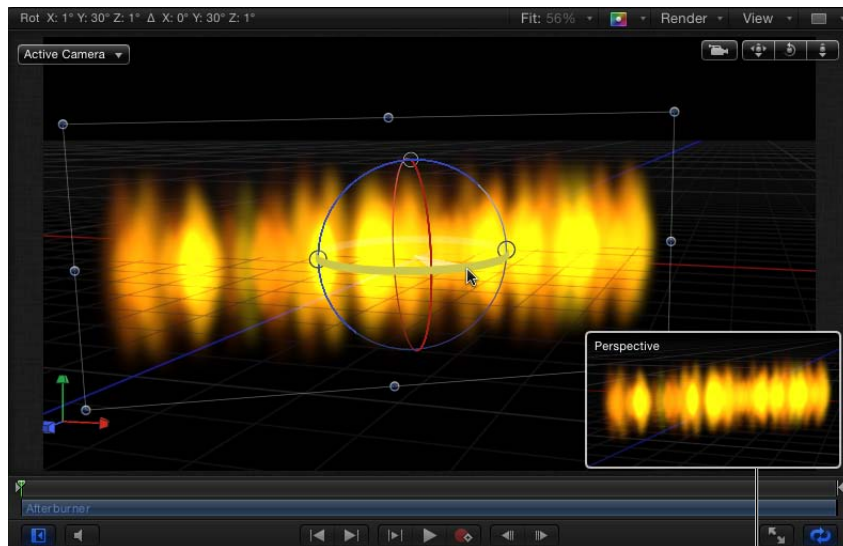 Rot X: 1° Y: 30° Z: 1° Δ X: 0° Y: 30° Z: 1°
Fit: 56%
Render
View
Active Camera
Perspective
Afterburner